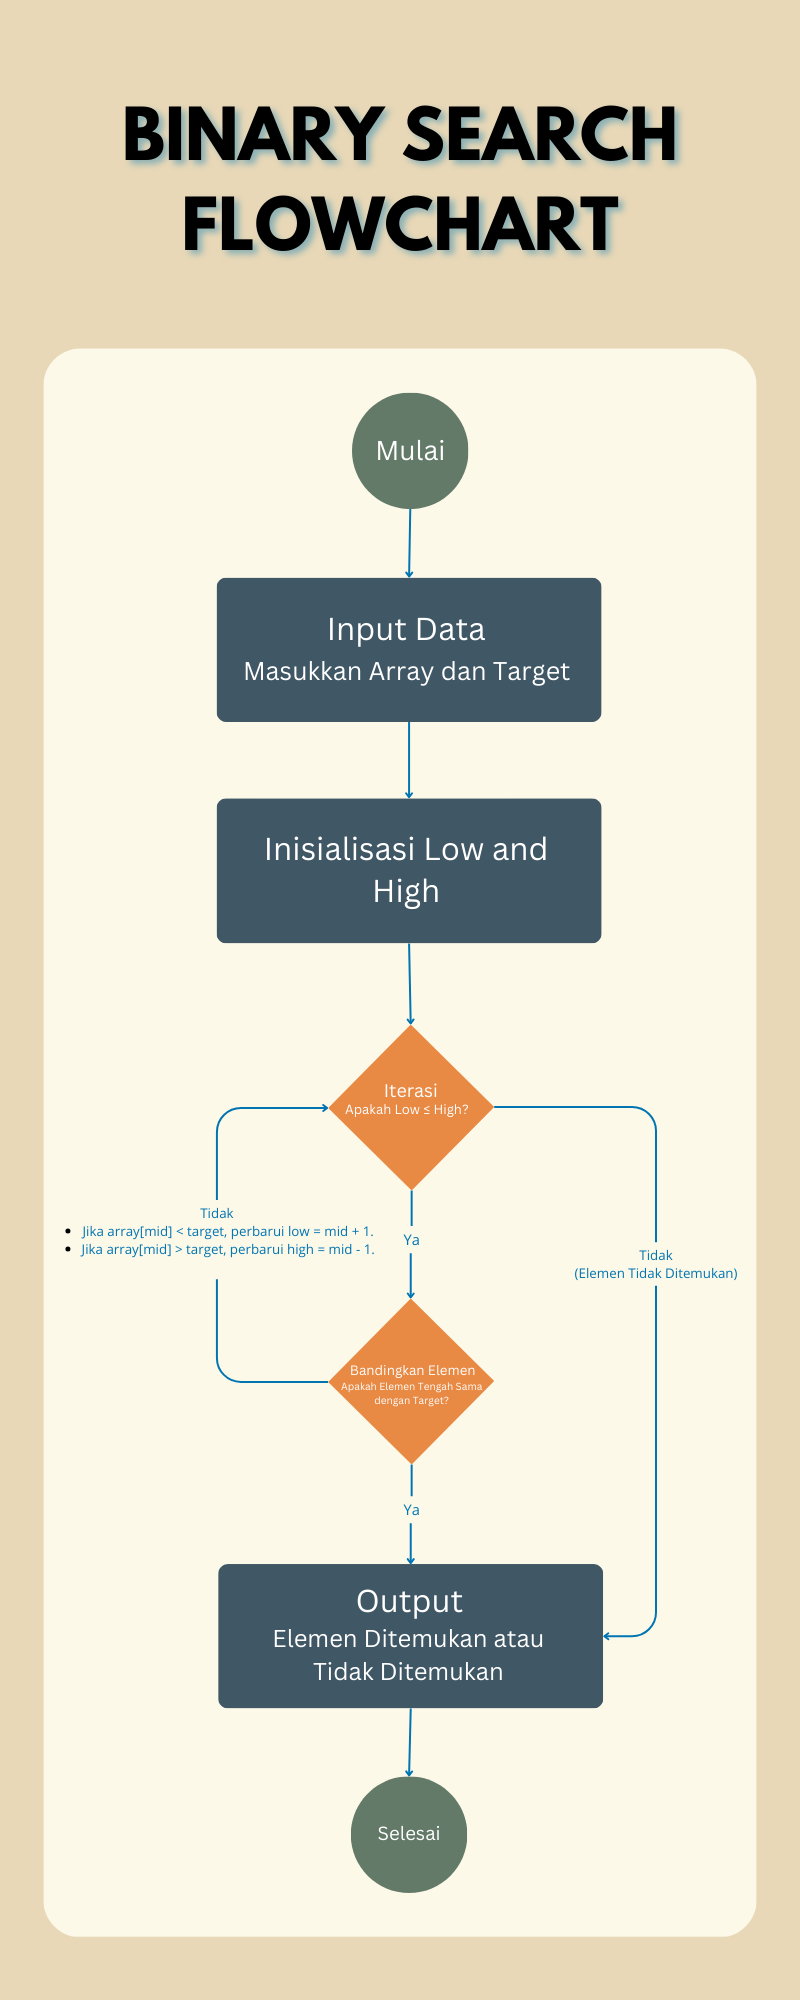 BINARY SEARCH
FLOWCHART
Mulai
Input Data
Masukkan Array dan Target
Inisialisasi Low and
High
Iterasi
Apakah Low ≤ High?
Tidak
• Jika array[mid] < target, perbarui low = mid + 1.
• Jika array[mid] > target, perbarui high = mid - 1.
Ya
Tidak
(Elemen Tidak Ditemukan)
Bandingkan Elemen
Apakah Elemen Tengah Sama
dengan Target?
Ya
Output
Elemen Ditemukan atau
Tidak Ditemukan
Selesai